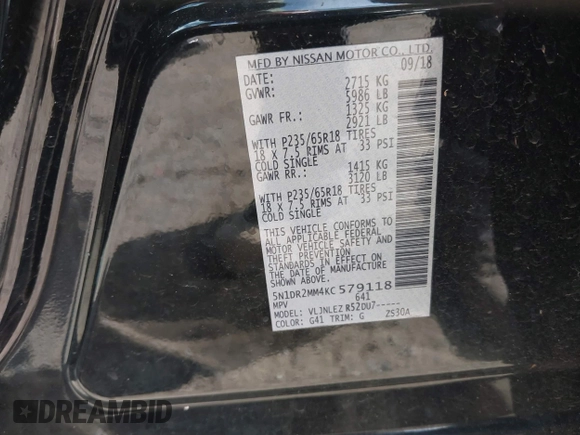 MFD BY NISSAN MOTOR CO., LTD.
DATE: 09/18
GVWR: 2715 KG
5986 LB
GAWR FR.: 1325 KG
2921 LB
WITH P235/65R18 TIRES
18 X 7.5 RIMS AT 33 PSI
COLD SINGLE
GAWR RR.: 1415 KG
3120 LB
WITH P235/65R18 TIRES
18 X 7.5 RIMS AT 33 PSI
COLD SINGLE
THIS VEHICLE CONFORMS TO
ALL APPLICABLE FEDERAL
MOTOR VEHICLE SAFETY AND
THEFT PREVENTION
STANDARDS IN EFFECT ON
THE DATE OF MANUFACTURE
SHOWN ABOVE.
5N1DR2MM4KC579118
MPV 641
MODEL: VLJNLEZ R520U7-----
COLOR: G41 TRIM: G ZS30A
DREAMBID